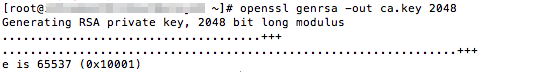 [root@ ~]# openssl genrsa -out ca.key 2048
Generating RSA private key, 2048 bit long modulus
......................................+++
....................................................................+++
e is 65537 (0x10001)